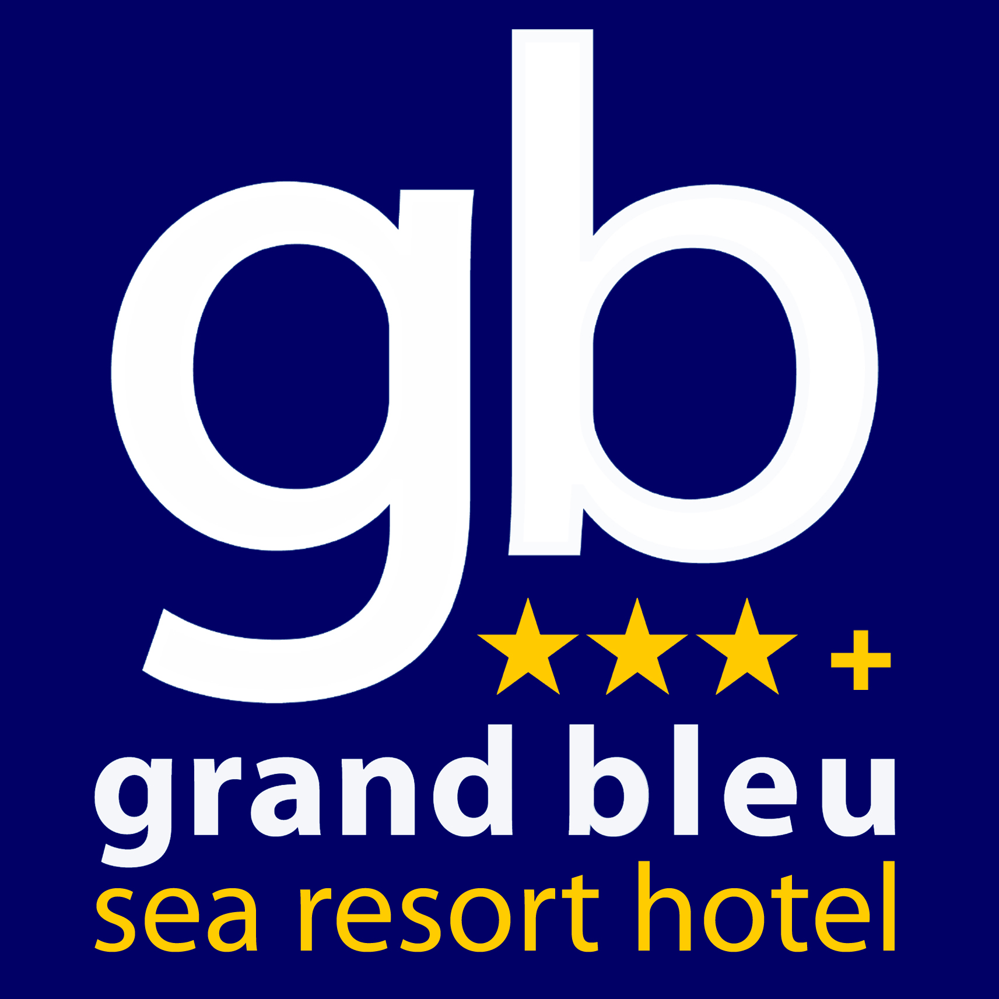 gb
★★★ +
grand bleu
sea resort hotel